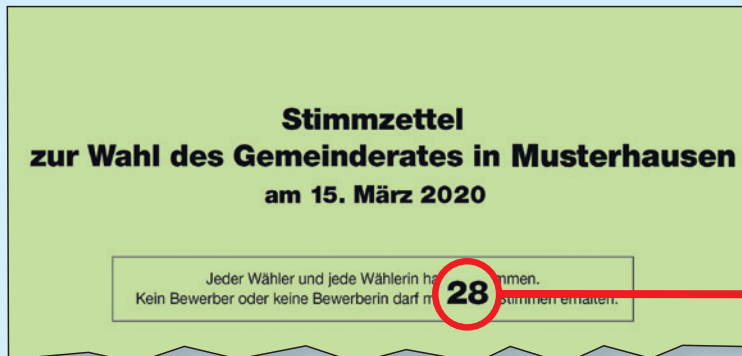 Stimmzettel
zur Wahl des Gemeinderates in Musterhausen
am 15. März 2020
Jeder Wähler und jede Wählerin ha mmen.
Kein Bewerber oder keine Bewerberin darf m 28 Stimmen erhalten.